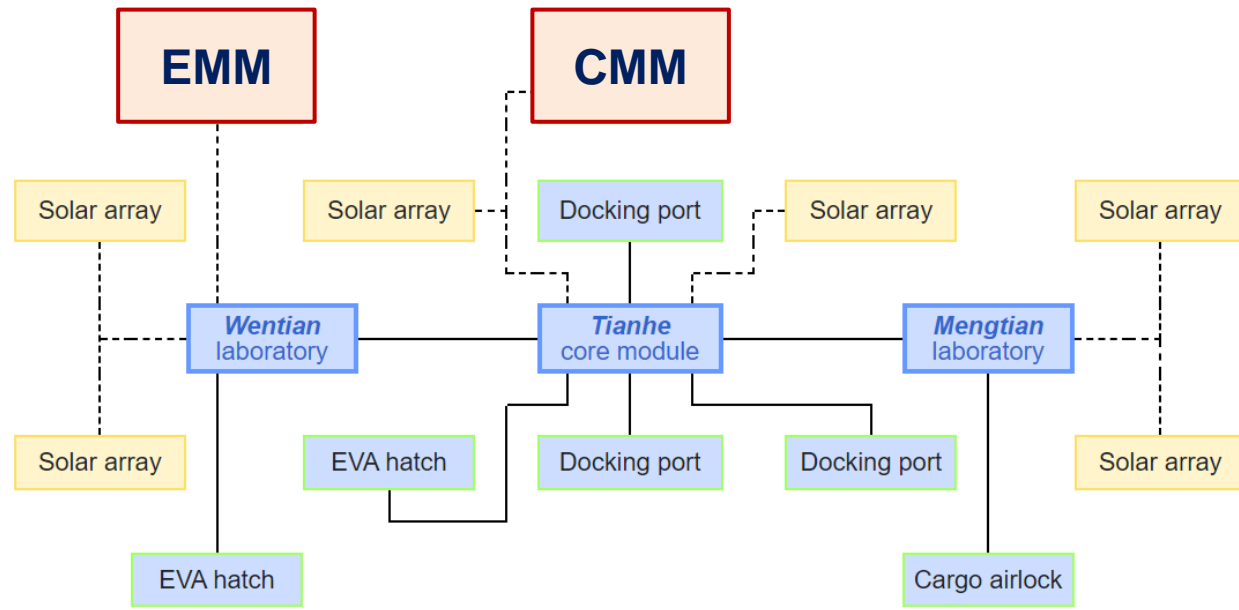 EMM
CMM
Solar array
Solar array
Docking port
Solar array
Solar array
Wentian
laboratory
Tianhe
core module
Mengtian
laboratory
Solar array
EVA hatch
Docking port
Docking port
Solar array
EVA hatch
Cargo airlock